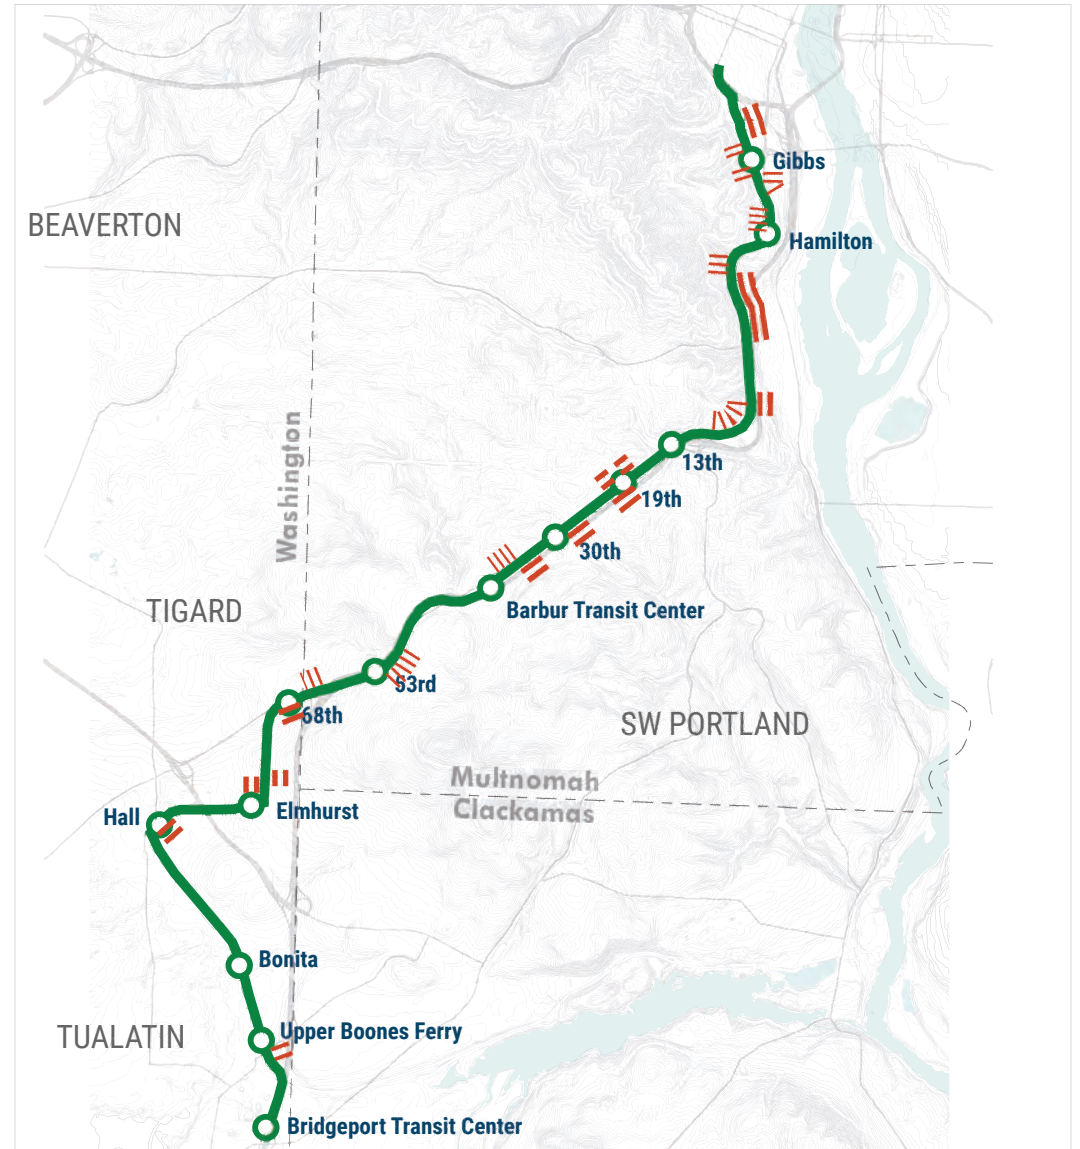 Gibbs
BEAVERTON
Hamilton
Washington
13th
19th
30th
TIGARD
Barbur Transit Center
53rd
68th
SW PORTLAND
Multnomah
Clackamas
Hall
Elmhurst
Bonita
TUALATIN
Upper Boones Ferry
Bridgeport Transit Center